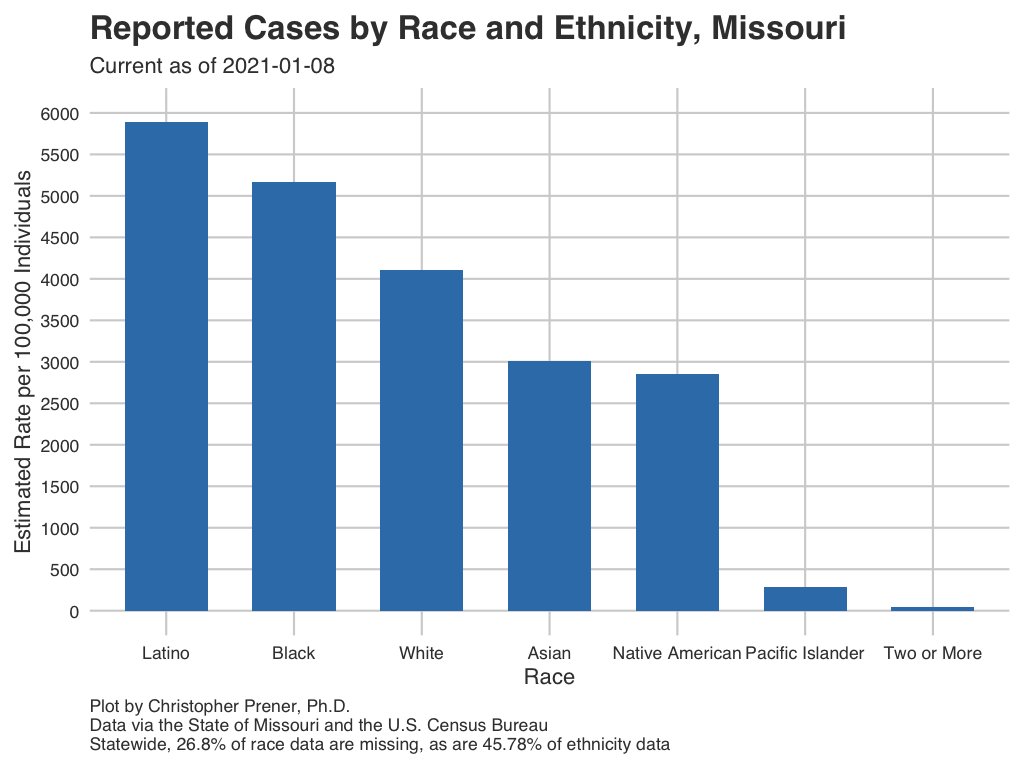 Reported Cases by Race and Ethnicity, Missouri
Current as of 2021-01-08
Estimated Rate per 100,000 Individuals
6000
5500
5000
4500
4000
3500
3000
2500
2000
1500
1000
500
0
Latino Black White Asian Native American Pacific Islander Two or More
Race
Plot by Christopher Prener, Ph.D.
Data via the State of Missouri and the U.S. Census Bureau
Statewide, 26.8% of race data are missing, as are 45.78% of ethnicity data